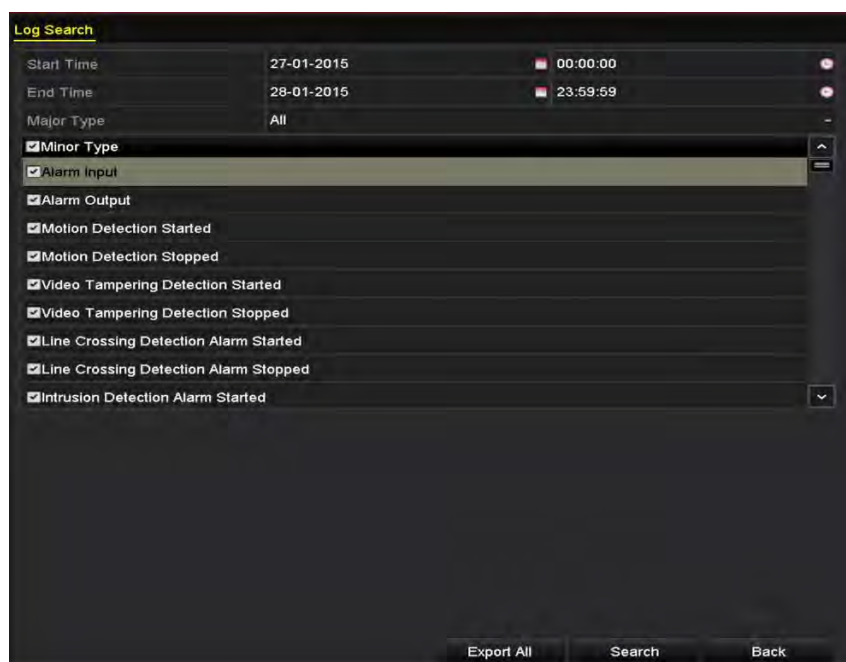 Log Search
Start Time 27-01-2015 00:00:00
End Time 28-01-2015 23:59:59
Major Type All
Minor Type
Alarm Input
Alarm Output
Motion Detection Started
Motion Detection Stopped
Video Tampering Detection Started
Video Tampering Detection Stopped
Line Crossing Detection Alarm Started
Line Crossing Detection Alarm Stopped
Intrusion Detection Alarm Started
Export All Search Back